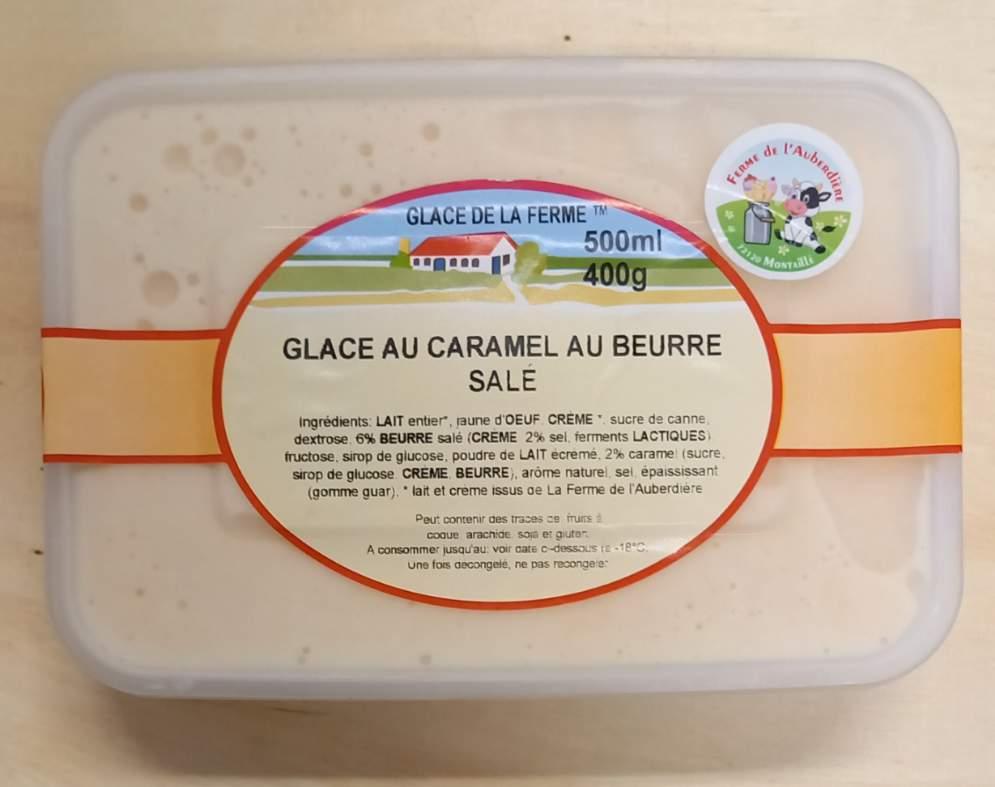 FERME DE L'AUBERDIÈRE
72120 MONTAILLÉ
GLACE DE LA FERME ™
500ml
400g
GLACE AU CARAMEL AU BEURRE
SALÉ
Ingrédients: LAIT entier*, jaune d'OEUF, CRÈME *, sucre de canne,
dextrose, 6% BEURRE salé (CRÈME, 2% sel, ferments LACTIQUES)
fructose, sirop de glucose, poudre de LAIT écrémé, 2% caramel (sucre,
sirop de glucose, CRÈME, BEURRE), arôme naturel, sel, épaississant
(gomme guar). * lait et crème issus de La Ferme de l'Auberdière
Peut contenir des traces de fruits à
coque, arachide, soja et gluten.
A consommer jusqu'au: voir date ci-dessous (à -18°C).
Une fois décongelé, ne pas recongeler